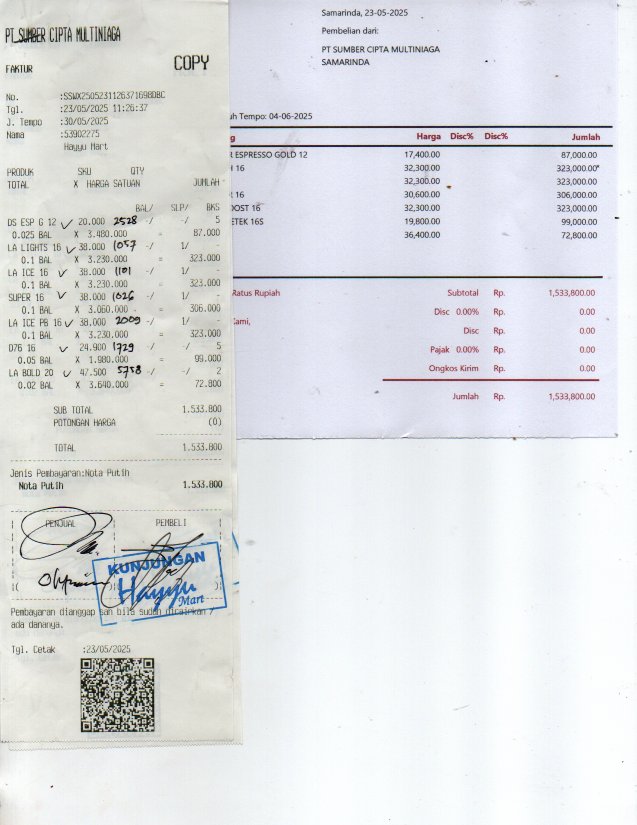 PT SUMBER CIPTA MULTINIAGA
FAKTUR COPY
No. :SSWX2505231126371698DBC
Tgl. :23/05/2025 11:26:37
J. Tempo :30/05/2025
Nama :53902275
Hayyu Mart
PRODUK SKU QTY
TOTAL X HARGA SATUAN JUMLAH
BAL/ SLP/ BKS
DS ESP G 12 20.000 2528 -/ -/ 5
0.025 BAL X 3.480.000 = 87.000
LA LIGHTS 16 38.000 1057 -/ 1/ -
0.1 BAL X 3.230.000 = 323.000
LA ICE 16 38.000 1101 -/ 1/ -
0.1 BAL X 3.230.000 = 323.000
SUPER 16 38.000 1026 -/ 1/ -
0.1 BAL X 3.060.000 = 306.000
LA ICE PB 16 38.000 2009 -/ 1/ -
0.1 BAL X 3.230.000 = 323.000
D76 16 24.900 1729 -/ -/ 5
0.05 BAL X 1.980.000 = 99.000
LA BOLD 20 47.500 5758 -/ -/ 2
0.02 BAL X 3.640.000 = 72.800
SUB TOTAL 1.533.800
POTONGAN HARGA (0)
TOTAL 1.533.800
Jenis Pembayaran:Nota Putih
Nota Putih 1.533.800
PENJUAL PEMBELI
KUNJUNGAN
Hayyu
Mart
Pembayaran dianggap sah bila sudah dicairkan /
ada dananya.
Tgl. Cetak :23/05/2025
Samarinda, 23-05-2025
Pembelian dari:
PT SUMBER CIPTA MULTINIAGA
SAMARINDA
uh Tempo: 04-06-2025
g Harga Disc% Disc% Jumlah
R ESPRESSO GOLD 12 17,400.00 87,000.00
H 16 32,300.00 323,000.00*
32,300.00 323,000.00
R 16 30,600.00 306,000.00
OOST 16 32,300.00 323,000.00
ETEK 16S 19,800.00 99,000.00
36,400.00 72,800.00
Ratus Rupiah Subtotal Rp. 1,533,800.00
Kami, Disc 0.00% Rp. 0.00
Disc Rp. 0.00
Pajak 0.00% Rp. 0.00
Ongkos Kirim Rp. 0.00
Jumlah Rp. 1,533,800.00